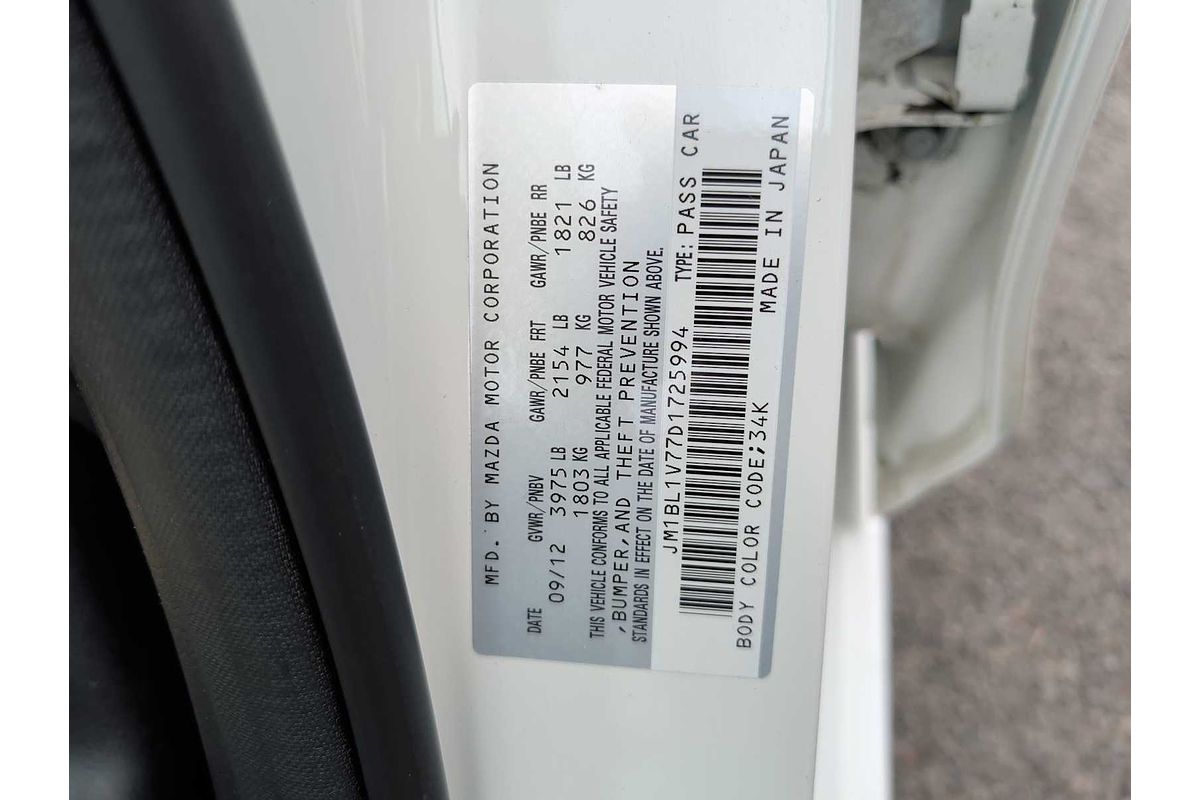 MFD. BY MAZDA MOTOR CORPORATION
DATE GVWR/PNBV GAWR/PNBE FRT GAWR/PNBE RR
09/12 3975 LB 2154 LB 1821 LB
1803 KG 977 KG 826 KG
THIS VEHICLE CONFORMS TO ALL APPLICABLE FEDERAL MOTOR VEHICLE SAFETY
,BUMPER,AND THEFT PREVENTION
STANDARDS IN EFFECT ON THE DATE OF MANUFACTURE SHOWN ABOVE.
JM1BL1V77D1725994 TYPE: PASS CAR
BODY COLOR CODE;34K MADE IN JAPAN